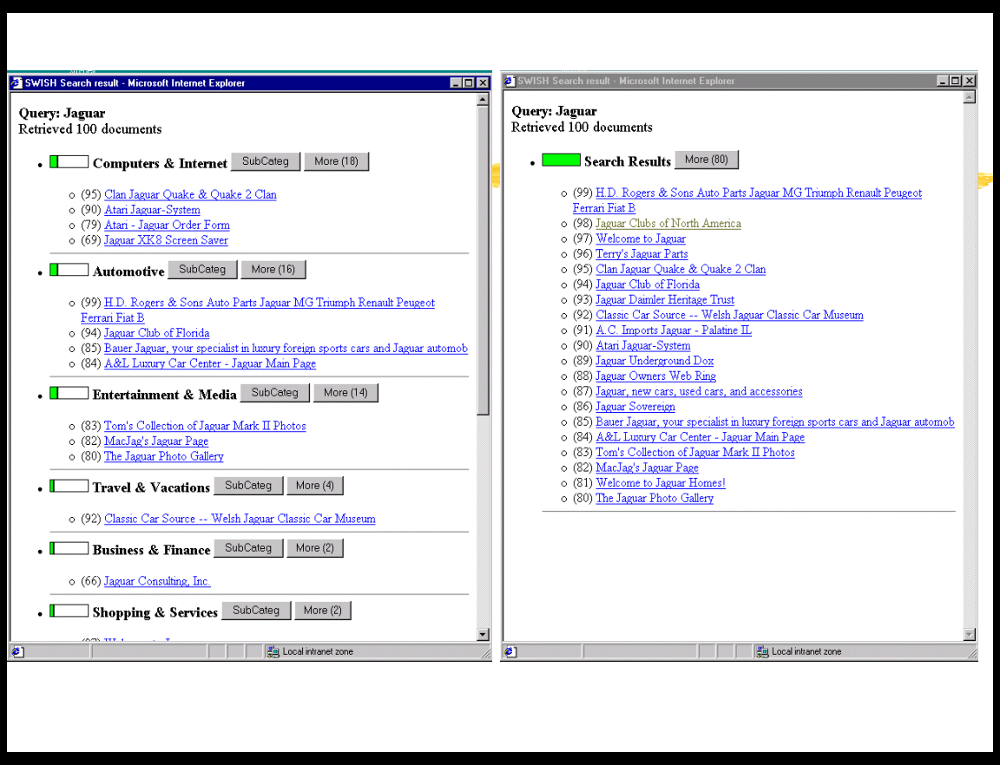 SWISH Search result - Microsoft Internet Explorer
Query: Jaguar
Retrieved 100 documents
Computers & Internet SubCateg More (18)
(95) Clan Jaguar Quake & Quake 2 Clan
(90) Atari Jaguar-System
(79) Atari - Jaguar Order Form
(69) Jaguar XK8 Screen Saver
Automotive SubCateg More (16)
(99) H.D. Rogers & Sons Auto Parts Jaguar MG Triumph Renault Peugeot
Ferrari Fiat B
(94) Jaguar Club of Florida
(85) Bauer Jaguar, your specialist in luxury foreign sports cars and Jaguar automob
(84) A&L Luxury Car Center - Jaguar Main Page
Entertainment & Media SubCateg More (14)
(83) Tom's Collection of Jaguar Mark II Photos
(82) MacJag's Jaguar Page
(80) The Jaguar Photo Gallery
Travel & Vacations SubCateg More (4)
(92) Classic Car Source -- Welsh Jaguar Classic Car Museum
Business & Finance SubCateg More (2)
(66) Jaguar Consulting, Inc.
Shopping & Services SubCateg More (2)
Local intranet zone
SWISH Search result - Microsoft Internet Explorer
Query: Jaguar
Retrieved 100 documents
Search Results More (80)
(99) H.D. Rogers & Sons Auto Parts Jaguar MG Triumph Renault Peugeot
Ferrari Fiat B
(98) Jaguar Clubs of North America
(97) Welcome to Jaguar
(96) Terry's Jaguar Parts
(95) Clan Jaguar Quake & Quake 2 Clan
(94) Jaguar Club of Florida
(93) Jaguar Daimler Heritage Trust
(92) Classic Car Source -- Welsh Jaguar Classic Car Museum
(91) A.C. Imports Jaguar - Palatine IL
(90) Atari Jaguar-System
(89) Jaguar Underground Dox
(88) Jaguar Owners Web Ring
(87) Jaguar, new cars, used cars, and accessories
(86) Jaguar Sovereign
(85) Bauer Jaguar, your specialist in luxury foreign sports cars and Jaguar automob
(84) A&L Luxury Car Center - Jaguar Main Page
(83) Tom's Collection of Jaguar Mark II Photos
(82) MacJag's Jaguar Page
(81) Welcome to Jaguar Homes!
(80) The Jaguar Photo Gallery
Local intranet zone